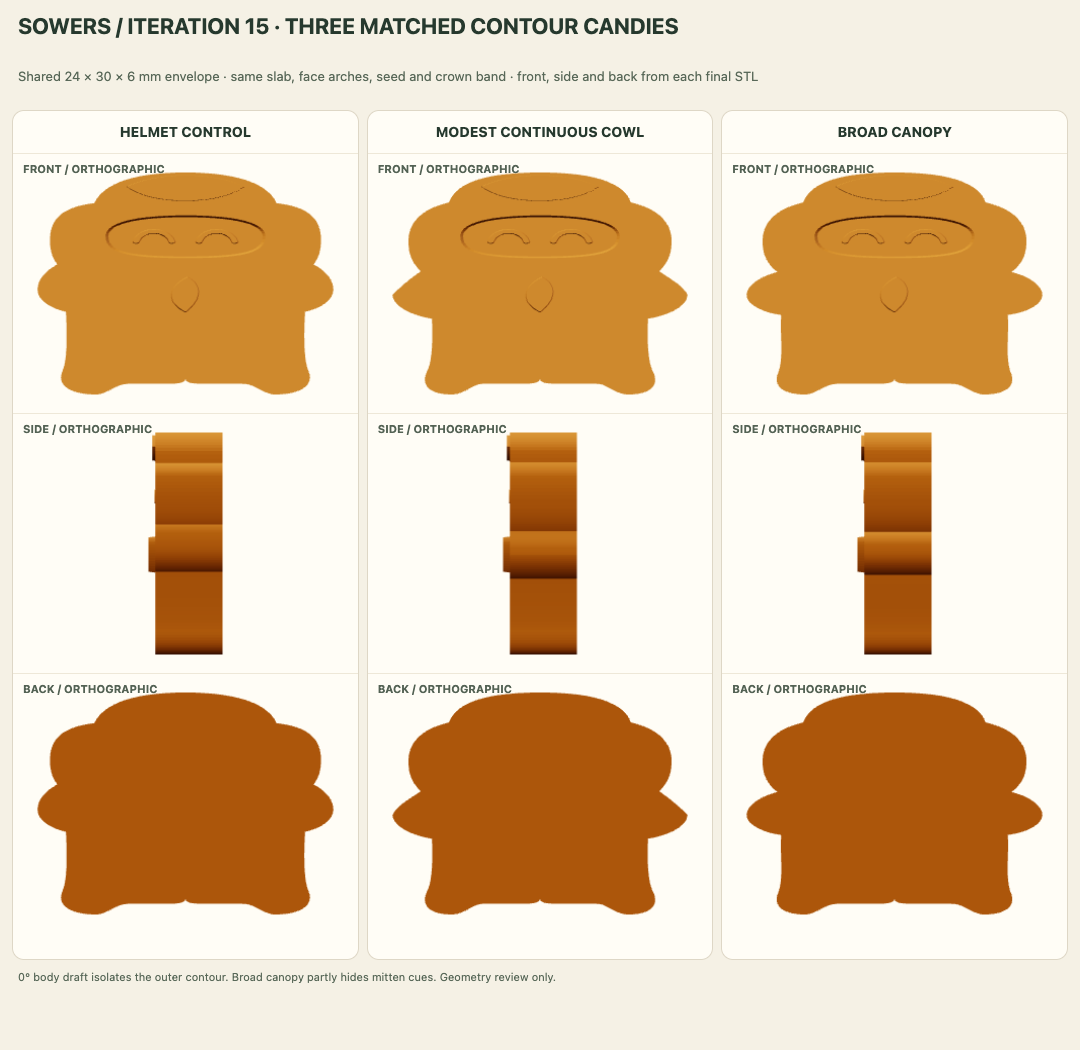 SOWERS / ITERATION 15 · THREE MATCHED CONTOUR CANDIES
Shared 24 × 30 × 6 mm envelope · same slab, face arches, seed and crown band · front, side and back from each final STL
HELMET CONTROL
MODEST CONTINUOUS COWL
BROAD CANOPY
FRONT / ORTHOGRAPHIC
FRONT / ORTHOGRAPHIC
FRONT / ORTHOGRAPHIC
SIDE / ORTHOGRAPHIC
SIDE / ORTHOGRAPHIC
SIDE / ORTHOGRAPHIC
BACK / ORTHOGRAPHIC
BACK / ORTHOGRAPHIC
BACK / ORTHOGRAPHIC
0° body draft isolates the outer contour. Broad canopy partly hides mitten cues. Geometry review only.